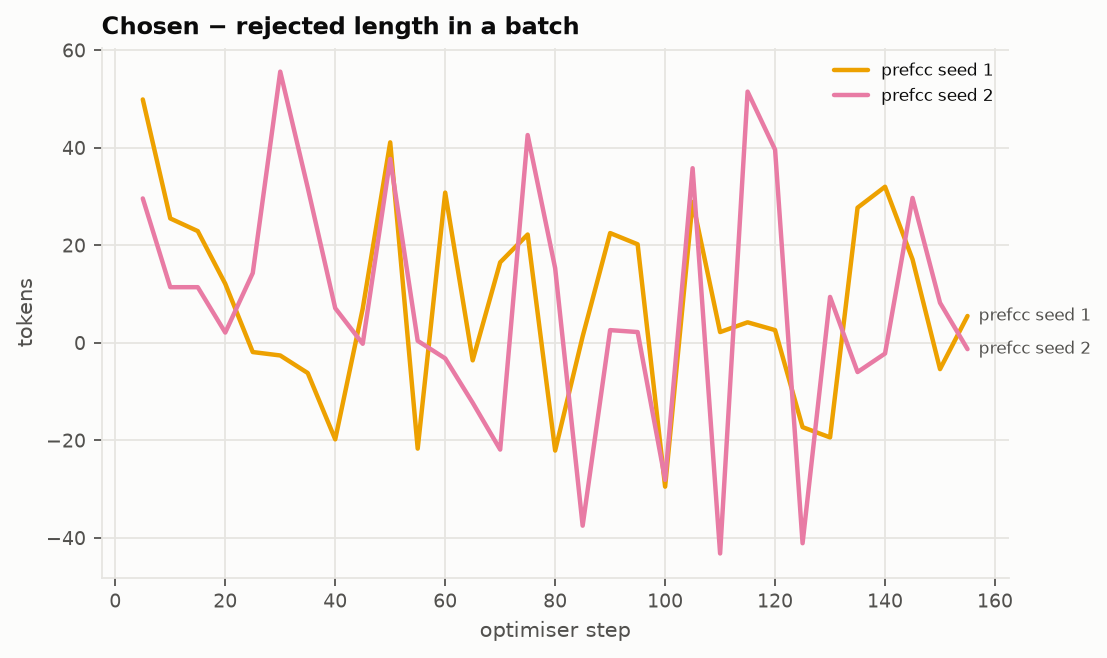 Chosen − rejected length in a batch
prefcc seed 1
prefcc seed 2
60
40
20
0
−20
−40
tokens
prefcc seed 1
prefcc seed 2
0 20 40 60 80 100 120 140 160
optimiser step